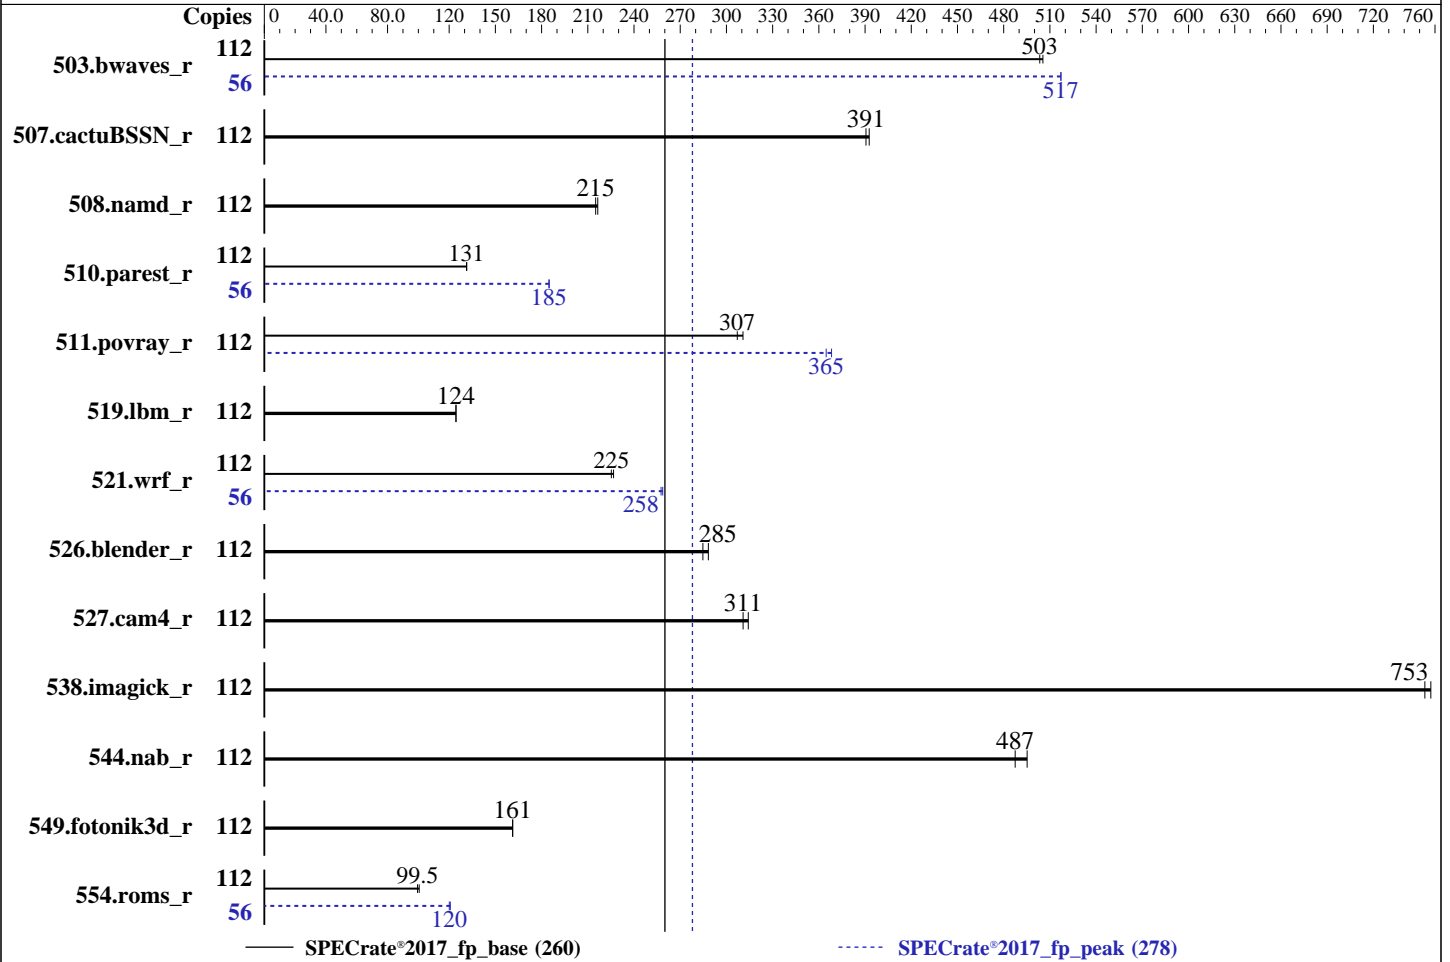 Copies 0 40.0 80.0 120 150 180 210 240 270 300 330 360 390 420 450 480 510 540 570 600 630 660 690 720 760
503.bwaves_r 112 503
56 517
507.cactuBSSN_r 112 391
508.namd_r 112 215
510.parest_r 112 131
56 185
511.povray_r 112 307
365
519.lbm_r 112 124
521.wrf_r 112 225
56 258
526.blender_r 112 285
527.cam4_r 112 311
538.imagick_r 112 753
544.nab_r 112 487
549.fotonik3d_r 112 161
554.roms_r 112 99.5
56 120
SPECrate®2017_fp_base (260) SPECrate®2017_fp_peak (278)